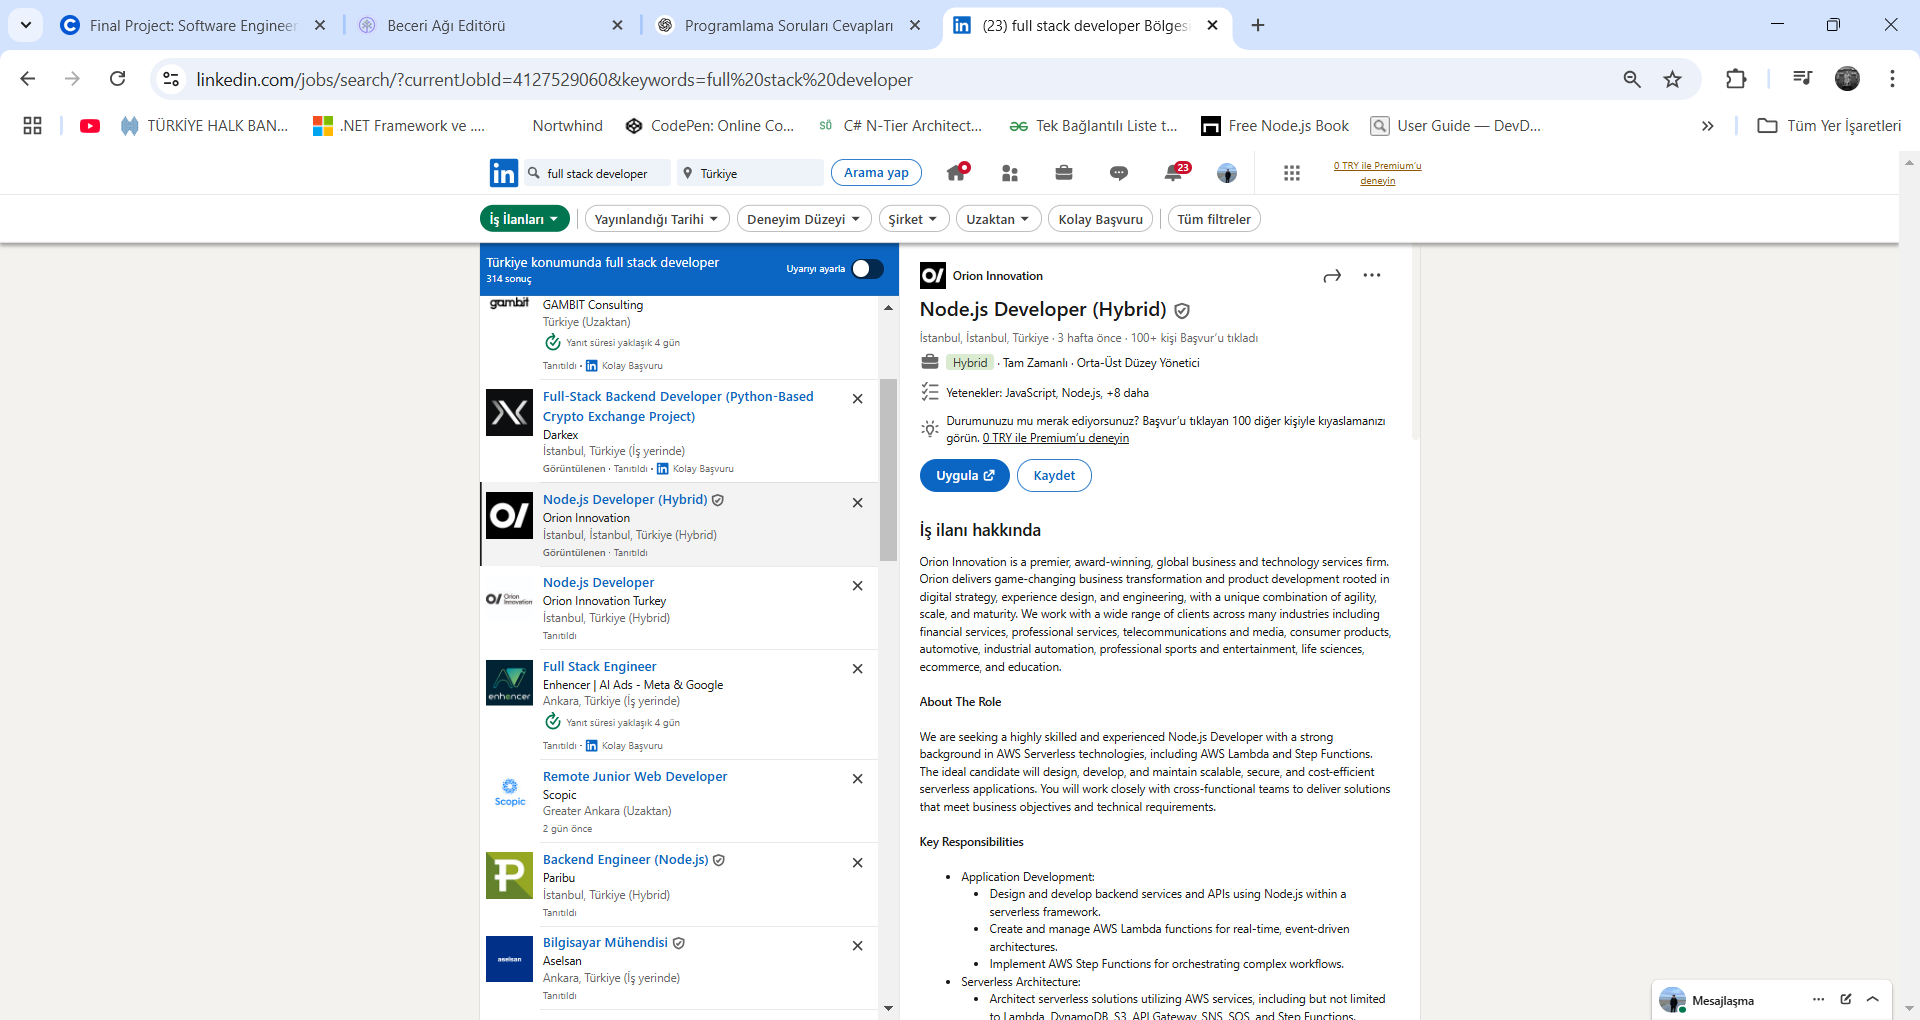 Final Project: Software Engineer
Beceri Ağı Editörü
Programlama Soruları Cevapları
(23) full stack developer Bölgesi
linkedin.com/jobs/search/?currentJobId=4127529060&keywords=full%20stack%20developer
TÜRKİYE HALK BAN...
.NET Framework ve ....
Nortwhind
CodePen: Online Co...
C# N-Tier Architect...
Tek Bağlantılı Liste t...
Free Node.js Book
User Guide — DevD...
Tüm Yer İşaretleri
in
full stack developer
Türkiye
Arama yap
23
0 TRY ile Premium'u
deneyin
İş İlanları
Yayınlandığı Tarihi
Deneyim Düzeyi
Şirket
Uzaktan
Kolay Başvuru
Tüm filtreler
Türkiye konumunda full stack developer
314 sonuç
Uyarıyı ayarla
gambit
GAMBIT Consulting
Türkiye (Uzaktan)
Yanıt süresi yaklaşık 4 gün
Tanıtıldı · Kolay Başvuru
Full-Stack Backend Developer (Python-Based
Crypto Exchange Project)
Darkex
İstanbul, Türkiye (İş yerinde)
Görüntülenen · Tanıtıldı · Kolay Başvuru
Node.js Developer (Hybrid)
Orion Innovation
İstanbul, İstanbul, Türkiye (Hybrid)
Görüntülenen · Tanıtıldı
Orion Innovation
Node.js Developer
Orion Innovation Turkey
İstanbul, Türkiye (Hybrid)
Tanıtıldı
enhencer
Full Stack Engineer
Enhencer | AI Ads - Meta & Google
Ankara, Türkiye (İş yerinde)
Yanıt süresi yaklaşık 4 gün
Tanıtıldı · Kolay Başvuru
Scopic
Remote Junior Web Developer
Scopic
Greater Ankara (Uzaktan)
2 gün önce
Backend Engineer (Node.js)
Paribu
İstanbul, Türkiye (Hybrid)
Tanıtıldı
aselsan
Bilgisayar Mühendisi
Aselsan
Ankara, Türkiye (İş yerinde)
Tanıtıldı
Orion Innovation
Node.js Developer (Hybrid)
İstanbul, İstanbul, Türkiye · 3 hafta önce · 100+ kişi Başvur'u tıkladı
Hybrid · Tam Zamanlı · Orta-Üst Düzey Yönetici
Yetenekler: JavaScript, Node.js, +8 daha
Durumunuzu mu merak ediyorsunuz? Başvur'u tıklayan 100 diğer kişiyle kıyaslamanızı
görün. 0 TRY ile Premium'u deneyin
Uygula
Kaydet
İş ilanı hakkında
Orion Innovation is a premier, award-winning, global business and technology services firm.
Orion delivers game-changing business transformation and product development rooted in
digital strategy, experience design, and engineering, with a unique combination of agility,
scale, and maturity. We work with a wide range of clients across many industries including
financial services, professional services, telecommunications and media, consumer products,
automotive, industrial automation, professional sports and entertainment, life sciences,
ecommerce, and education.
About The Role
We are seeking a highly skilled and experienced Node.js Developer with a strong
background in AWS Serverless technologies, including AWS Lambda and Step Functions.
The ideal candidate will design, develop, and maintain scalable, secure, and cost-efficient
serverless applications. You will work closely with cross-functional teams to deliver solutions
that meet business objectives and technical requirements.
Key Responsibilities
• Application Development:
• Design and develop backend services and APIs using Node.js within a
serverless framework.
• Create and manage AWS Lambda functions for real-time, event-driven
architectures.
• Implement AWS Step Functions for orchestrating complex workflows.
• Serverless Architecture:
• Architect serverless solutions utilizing AWS services, including but not limited
to Lambda, DynamoDB, S3, API Gateway, SNS, SQS, and Step Functions.
Mesajlaşma